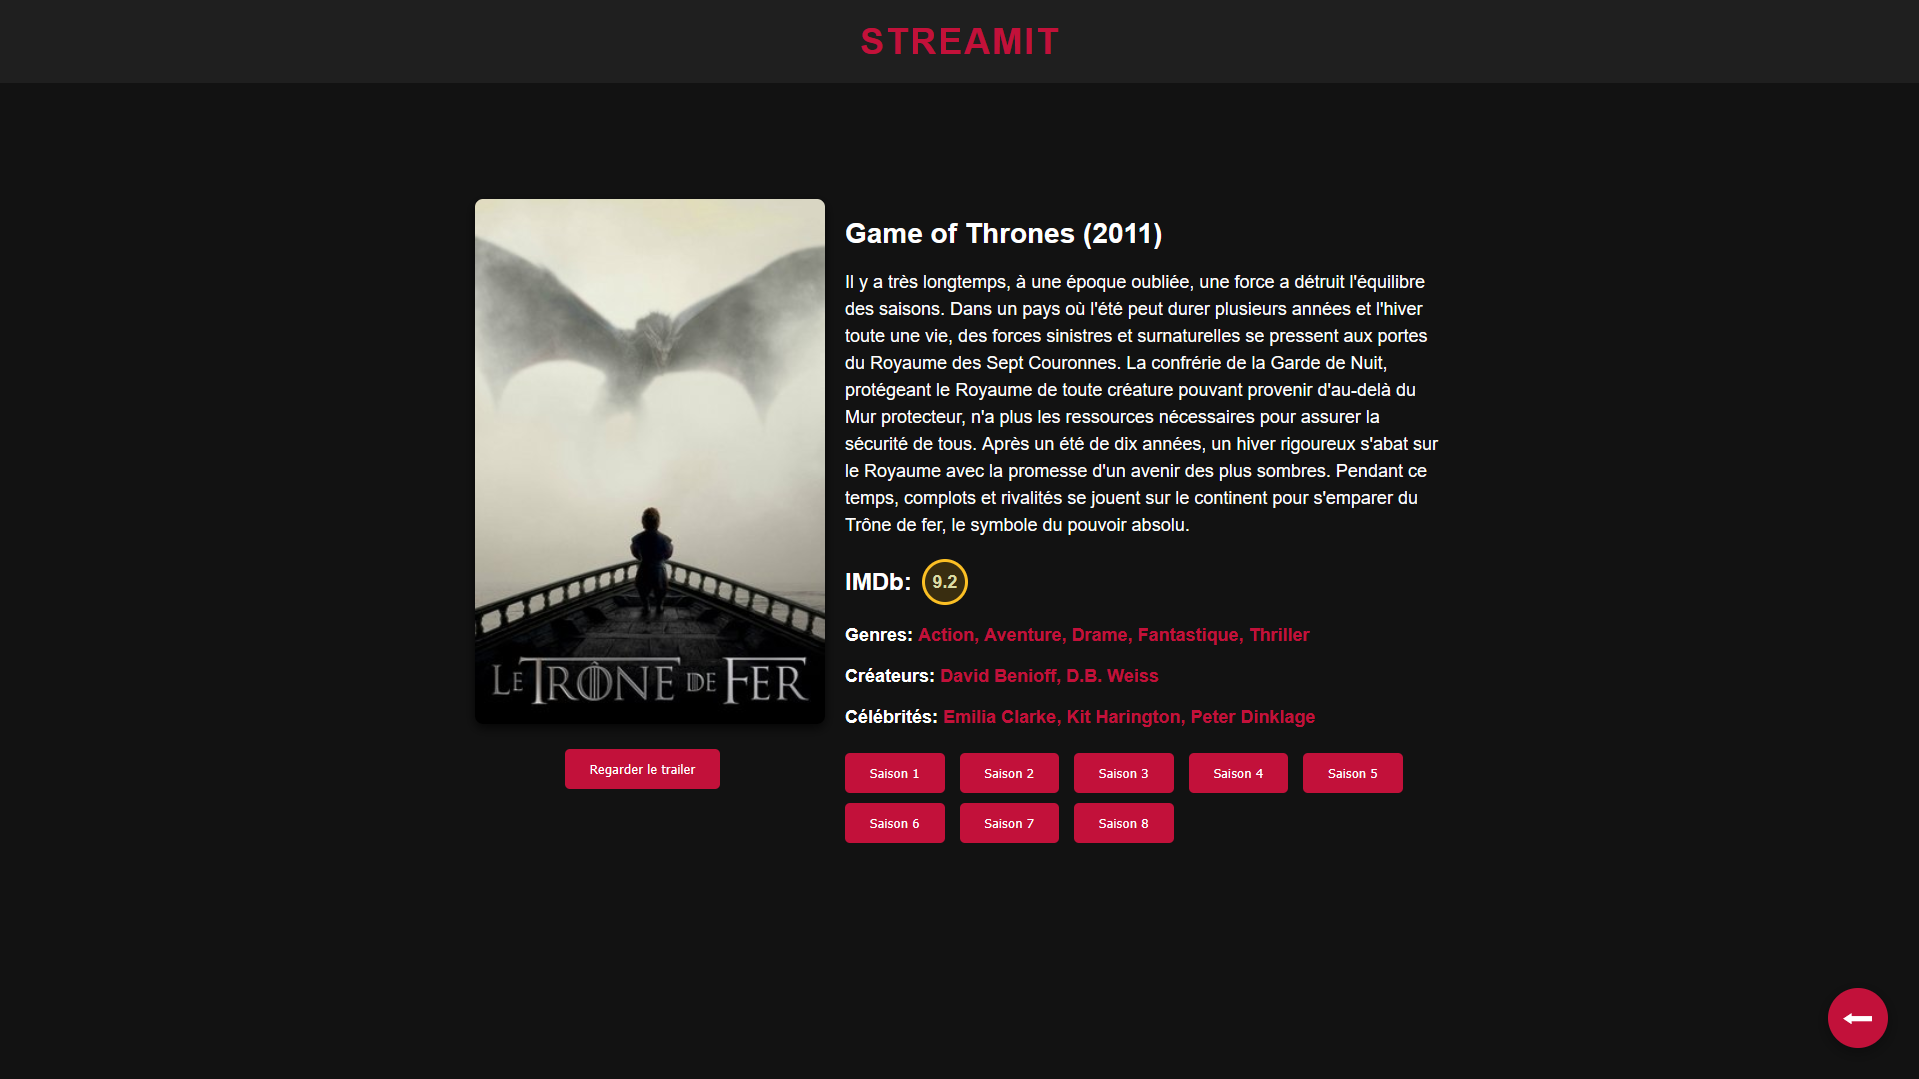 STREAMIT
LE TRÔNE DE FER
Regarder le trailer
Game of Thrones (2011)
Il y a très longtemps, à une époque oubliée, une force a détruit l'équilibre
des saisons. Dans un pays où l'été peut durer plusieurs années et l'hiver
toute une vie, des forces sinistres et surnaturelles se pressent aux portes
du Royaume des Sept Couronnes. La confrérie de la Garde de Nuit,
protégeant le Royaume de toute créature pouvant provenir d'au-delà du
Mur protecteur, n'a plus les ressources nécessaires pour assurer la
sécurité de tous. Après un été de dix années, un hiver rigoureux s'abat sur
le Royaume avec la promesse d'un avenir des plus sombres. Pendant ce
temps, complots et rivalités se jouent sur le continent pour s'emparer du
Trône de fer, le symbole du pouvoir absolu.
IMDb: 9.2
Genres: Action, Aventure, Drame, Fantastique, Thriller
Créateurs: David Benioff, D.B. Weiss
Célébrités: Emilia Clarke, Kit Harington, Peter Dinklage
Saison 1 Saison 2 Saison 3 Saison 4 Saison 5
Saison 6 Saison 7 Saison 8